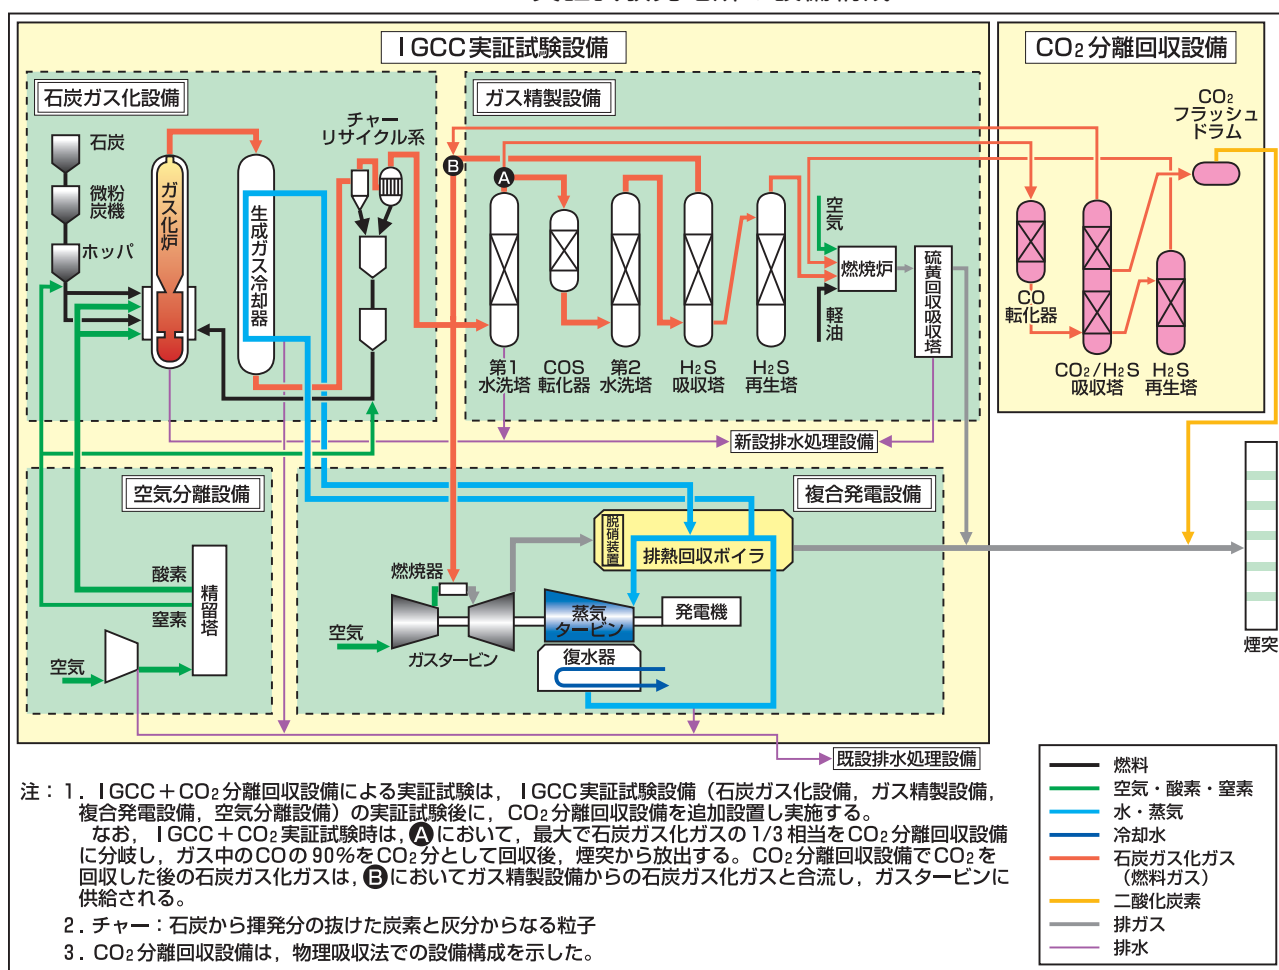 IGCC実証試験設備
CO2分離回収設備
石炭ガス化設備
ガス精製設備
石炭
微粉
炭機
ホッパ
ガス化炉
生成ガス冷却器
チャー
リサイクル系
B
A
第1
水洗塔
COS
転化器
第2
水洗塔
H2S
吸収塔
H2S
再生塔
空気
燃焼炉
軽油
硫黄回収吸収塔
CO2
フラッシュ
ドラム
CO
転化器
CO2/H2S
吸収塔
H2S
再生塔
新設排水処理設備
空気分離設備
酸素
窒素
精留塔
空気
複合発電設備
脱硝装置
排熱回収ボイラ
燃焼器
空気
ガスタービン
蒸気
タービン
発電機
復水器
煙突
既設排水処理設備
燃料
空気・酸素・窒素
水・蒸気
冷却水
石炭ガス化ガス
（燃料ガス）
二酸化炭素
排ガス
排水
注：1．IGCC＋CO2分離回収設備による実証試験は，IGCC実証試験設備（石炭ガス化設備，ガス精製設備，
複合発電設備，空気分離設備）の実証試験後に，CO2分離回収設備を追加設置し実施する。
なお，IGCC＋CO2実証試験時は，Aにおいて，最大で石炭ガス化ガスの1/3相当をCO2分離回収設備
に分岐し，ガス中のCOの90％をCO2分として回収後，煙突から放出する。CO2分離回収設備でCO2を
回収した後の石炭ガス化ガスは，Bにおいてガス精製設備からの石炭ガス化ガスと合流し，ガスタービンに
供給される。
2．チャー：石炭から揮発分の抜けた炭素と灰分からなる粒子
3．CO2分離回収設備は，物理吸収法での設備構成を示した。